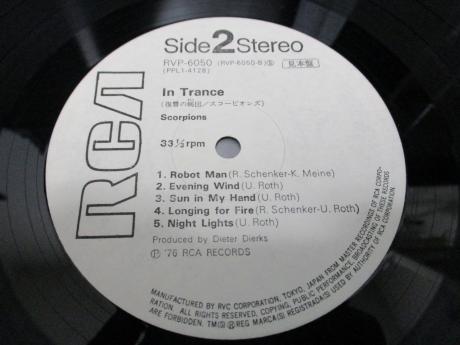 RCA
Side 2 Stereo
RVP-6050 (RVP-6050-B)Ⓢ 見本盤
(PPL1-4128)
In Trance
(復讐の蠍団/スコーピオンズ)
Scorpions
33⅓rpm
1. Robot Man (R. Schenker-K. Meine)
2. Evening Wind (U. Roth)
3. Sun in My Hand (U. Roth)
4. Longing for Fire (R. Schenker-U. Roth)
5. Night Lights (U. Roth)
Produced by Dieter Dierks
Ⓟ '76 RCA RECORDS
MANUFACTURED BY RVC CORPORATION, TOKYO, JAPAN FROM MASTER RECORDINGS OF RCA CORPO-
RATION. ALL RIGHTS RESERVED, COPYING, PUBLIC PERFORMANCE, BROADCASTING OF THESE RECORDS
ARE FORBIDDEN. TM(S) ® REG MARCA(S) REGISTRADA(S) USED BY AUTHORITY OF RCA CORPORATION